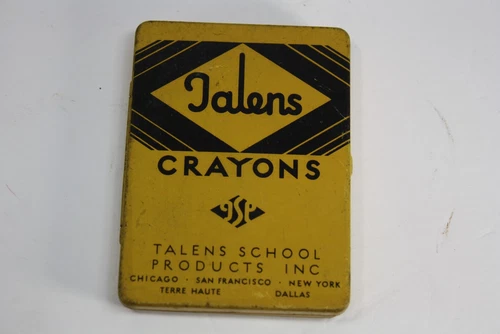 Talens
CRAYONS
TSP
TALENS SCHOOL
PRODUCTS INC
CHICAGO · SAN FRANCISCO · NEW YORK
TERRE HAUTE DALLAS